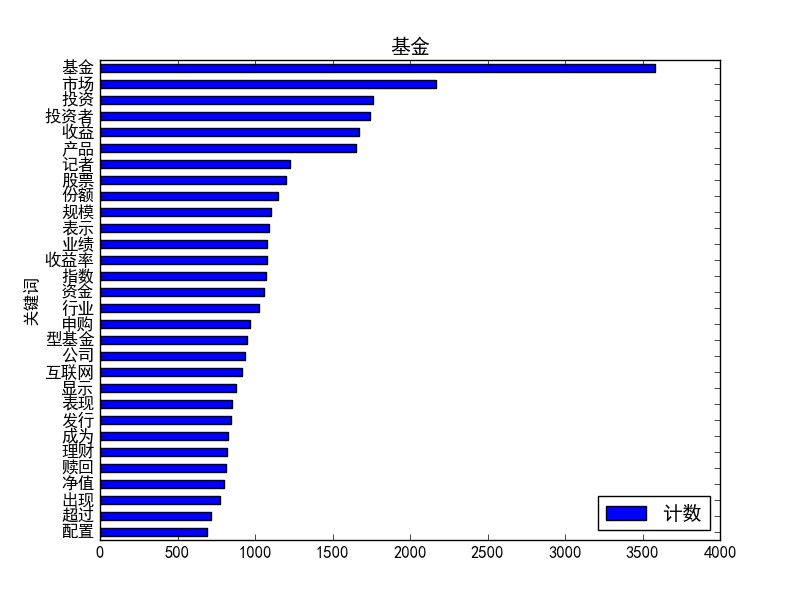 基金
关键词
基金
市场
投资
投资者
收益
产品
记者
股票
份额
规模
表示
业绩
收益率
指数
资金
行业
申购
型基金
公司
互联网
显示
表现
发行
成为
理财
赎回
净值
出现
超过
配置
计数
0 500 1000 1500 2000 2500 3000 3500 4000